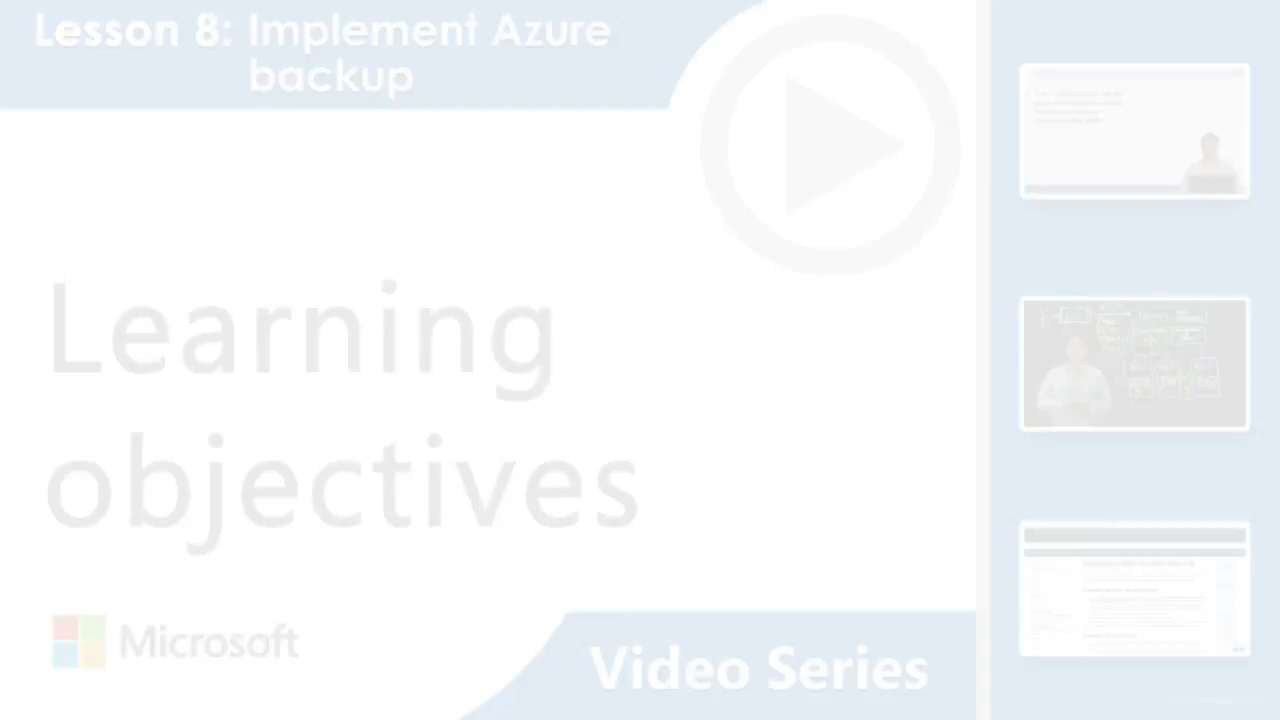 Lesson 8: Implement Azure
backup
Learning
objectives
Microsoft
Video Series